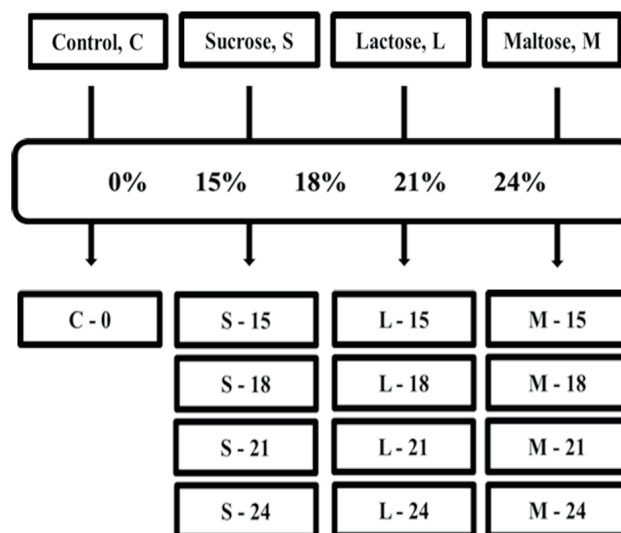 Control, C Sucrose, S Lactose, L Maltose, M
0% 15% 18% 21% 24%
C - 0 S - 15 L - 15 M - 15
S - 18 L - 18 M - 18
S - 21 L - 21 M - 21
S - 24 L - 24 M - 24